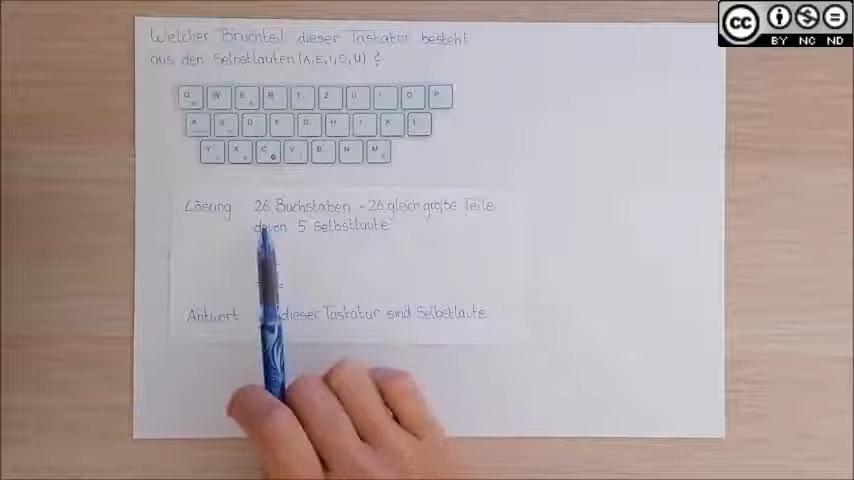 Welcher Bruchteil dieser Tastatur besteht
aus den Selbstlauten (A, E, I, O, U) ?
Q W E R T Z U I O P
A S D F G H J K L
Y X C V B N M
Lösung 26 Buchstaben - 26 gleich große Teile
davon 5 Selbstlaute
Antwort dieser Tastatur sind Selbstlaute.
CC BY NC ND